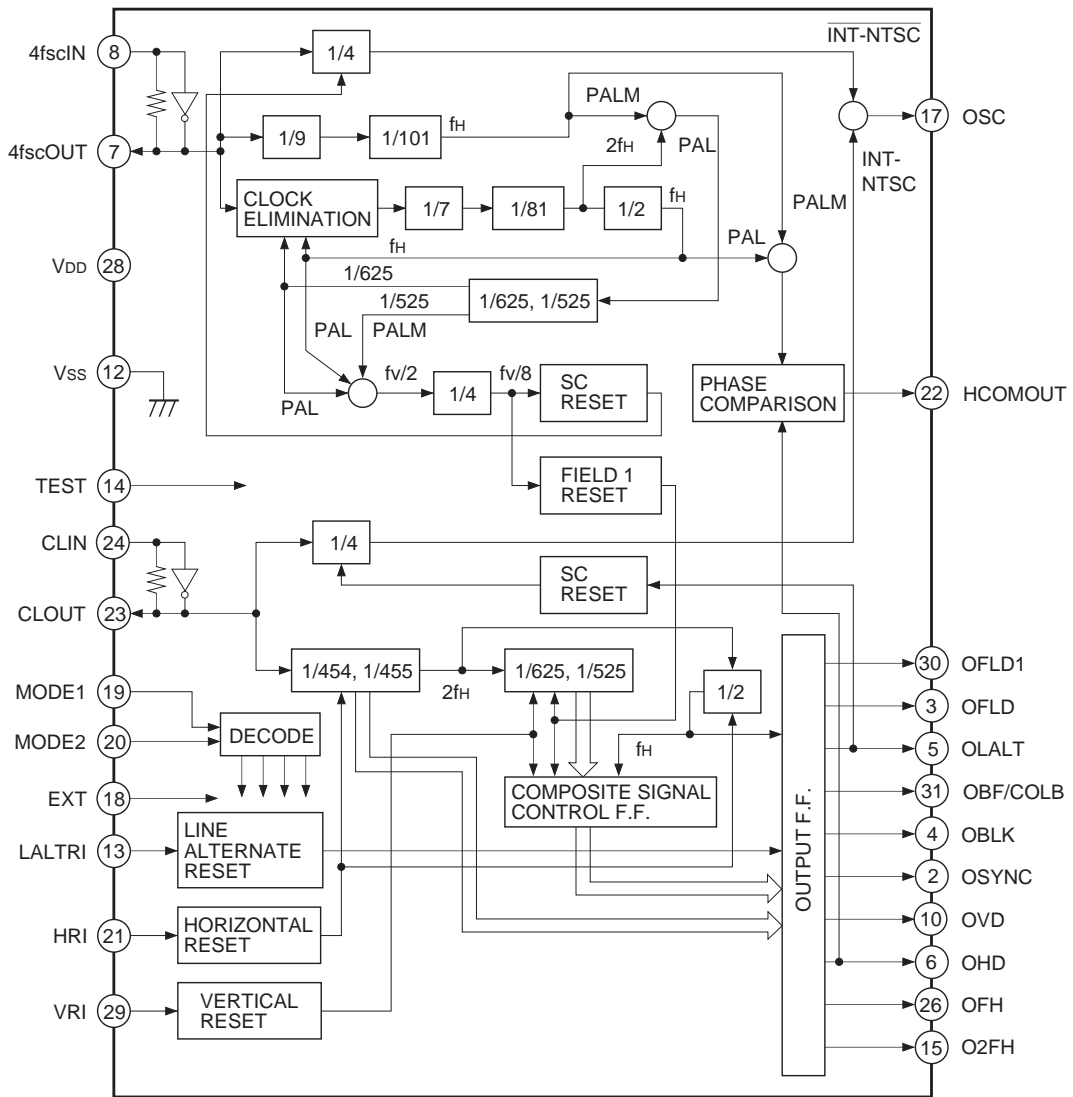 INT-NTSC
4fscIN
8
1/4
PALM
17
OSC
4fscOUT
7
1/9
1/101
fH
2fH
PAL
INT-
NTSC
CLOCK
ELIMINATION
1/7
1/81
1/2
fH
PALM
PAL
VDD
28
fH
1/625
1/525
1/625, 1/525
PAL
PALM
VSS
12
PAL
fv/2
1/4
fv/8
SC
RESET
PHASE
COMPARISON
22
HCOMOUT
TEST
14
FIELD 1
RESET
CLIN
24
1/4
SC
RESET
CLOUT
23
1/454, 1/455
2fH
1/625, 1/525
1/2
30
OFLD1
MODE1
19
3
OFLD
MODE2
20
DECODE
fH
5
OLALT
EXT
18
COMPOSITE SIGNAL
CONTROL F.F.
31
OBF/COLB
LALTRI
13
LINE
ALTERNATE
RESET
OUTPUT F.F.
4
OBLK
2
OSYNC
HRI
21
HORIZONTAL
RESET
10
OVD
6
OHD
VRI
29
VERTICAL
RESET
26
OFH
15
O2FH